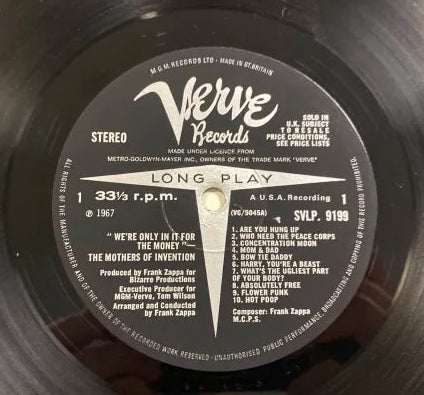 M.G.M. RECORDS LTD · MADE IN GT. BRITAIN
Verve
Records
STEREO
SOLD IN
U.K. SUBJECT
TO RESALE
PRICE CONDITIONS,
SEE PRICE LISTS
MADE UNDER LICENCE FROM
METRO-GOLDWYN-MAYER INC., OWNERS OF THE TRADE MARK "VERVE"
LONG PLAY
1 33⅓ r.p.m.
A U.S.A. Recording 1
℗ 1967
(VG/5045A) SVLP. 9199
"WE'RE ONLY IN IT FOR
THE MONEY"
THE MOTHERS OF INVENTION
Produced by Frank Zappa for
Bizarro Productions
Executive Producer for
MGM-Verve, Tom Wilson
Arranged and Conducted
by Frank Zappa
1. ARE YOU HUNG UP
2. WHO NEED THE PEACE CORPS
3. CONCENTRATION MOON
4. MOM & DAD
5. BOW TIE DADDY
6. HARRY, YOU'RE A BEAST
7. WHAT'S THE UGLIEST PART
OF YOUR BODY?
8. ABSOLUTELY FREE
9. FLOWER PUNK
10. HOT POOP
Composer: Frank Zappa
M.C.P.S.
ALL RIGHTS OF THE MANUFACTURER AND OF THE OWNER OF THE RECORDED WORK RESERVED - UNAUTHORISED PUBLIC PERFORMANCE, BROADCASTING AND COPYING OF THIS RECORD PROHIBITED.